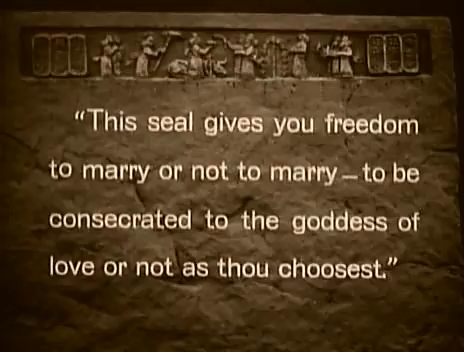 “This seal gives you freedom
to marry or not to marry — to be
consecrated to the goddess of
love or not as thou choosest.”